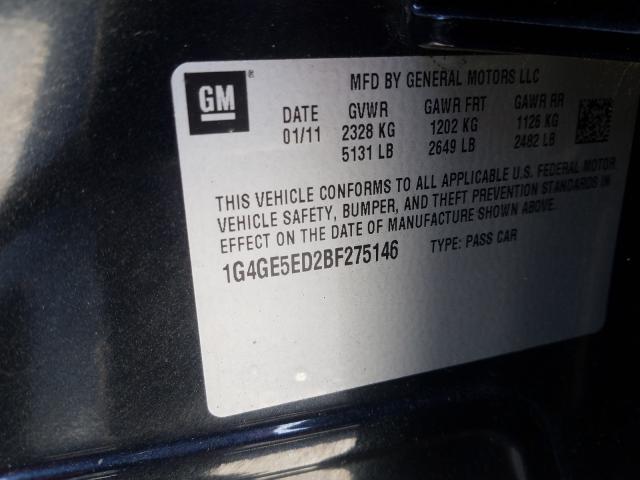 GM ®
MFD BY GENERAL MOTORS LLC
DATE GVWR GAWR FRT GAWR RR
01/11 2328 KG 1202 KG 1126 KG
5131 LB 2649 LB 2482 LB
THIS VEHICLE CONFORMS TO ALL APPLICABLE U.S. FEDERAL MOTOR
VEHICLE SAFETY, BUMPER, AND THEFT PREVENTION STANDARDS IN
EFFECT ON THE DATE OF MANUFACTURE SHOWN ABOVE.
1G4GE5ED2BF275146 TYPE: PASS CAR